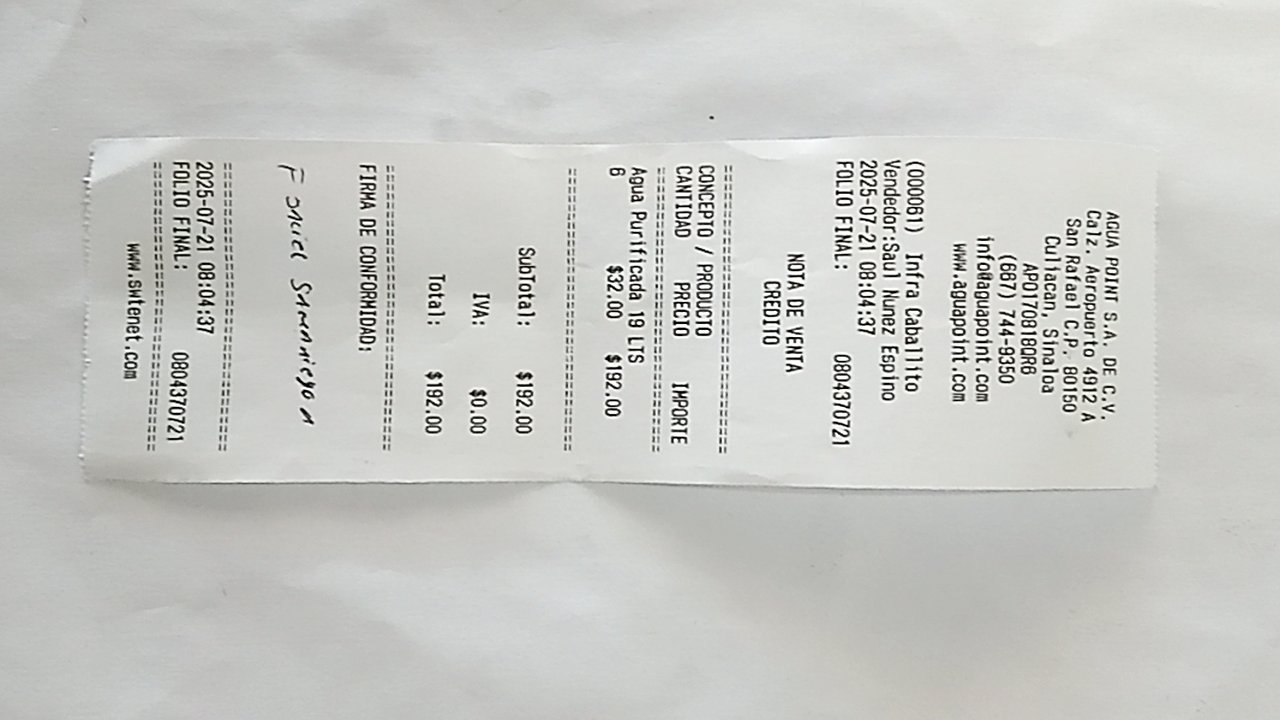 AGUA POINT S.A. DE C.V.
Calz. Aeropuerto 4912 A
San Rafael C.P. 80150
Culiacan, Sinaloa
APO170818QR6
(667) 744-9350
info@aguapoint.com
www.aguapoint.com
(000061) Infra Caballito
Vendedor:Saul Nunez Espino
2025-07-21 08:04:37
FOLIO FINAL: 0804370721
NOTA DE VENTA
CREDITO
==============================
CONCEPTO / PRODUCTO
CANTIDAD PRECIO IMPORTE
==============================
Agua Purificada 19 LTS
6 $32.00 $192.00
==============================
SubTotal: $192.00
IVA: $0.00
Total: $192.00
==============================
FIRMA DE CONFORMIDAD:
==============================
2025-07-21 08:04:37
FOLIO FINAL: 0804370721
==============================
www.swtenet.com